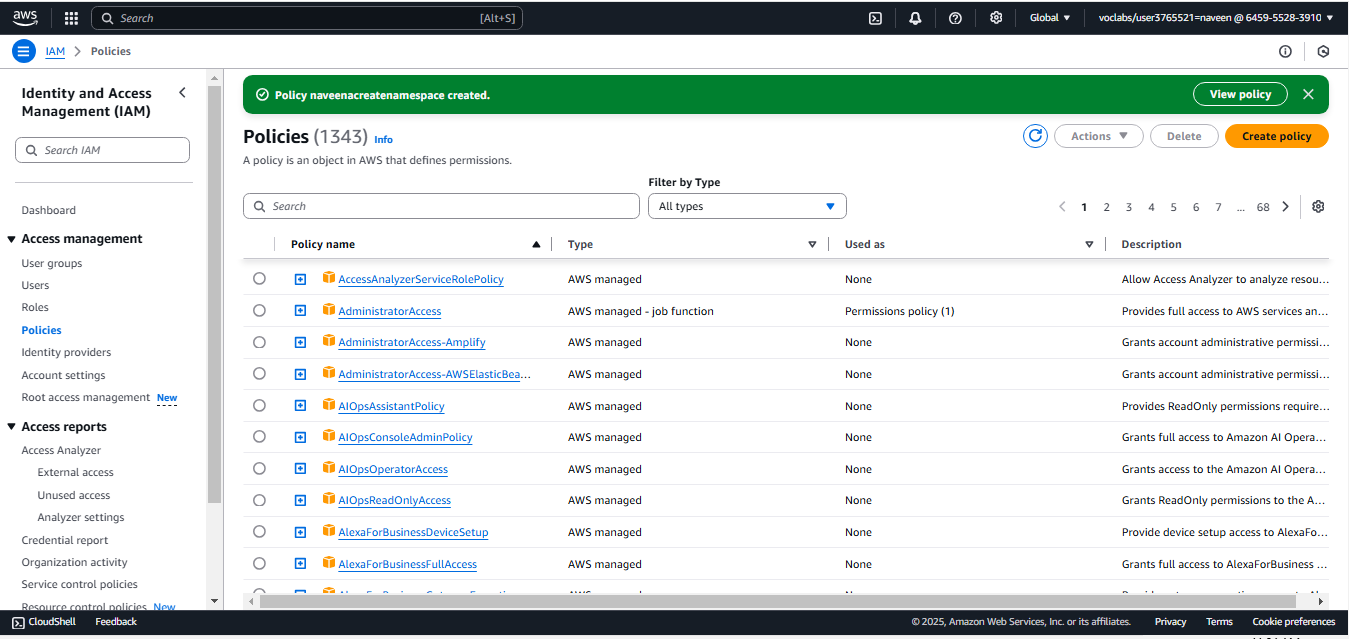 aws
Search [Alt+S]
Global voclabs/user3765521=naveen @ 6459-5528-3910
IAM > Policies
Identity and Access Management (IAM)
Search IAM
Dashboard
Access management
User groups
Users
Roles
Policies
Identity providers
Account settings
Root access management New
Access reports
Access Analyzer
External access
Unused access
Analyzer settings
Credential report
Organization activity
Service control policies
Resource control policies New
Policy naveenacreatenamespace created.
View policy
Policies (1343) Info
Actions
Delete
Create policy
A policy is an object in AWS that defines permissions.
Filter by Type
Search
All types
1 2 3 4 5 6 7 ... 68
Policy name Type Used as Description
AccessAnalyzerServiceRolePolicy AWS managed None Allow Access Analyzer to analyze resou...
AdministratorAccess AWS managed - job function Permissions policy (1) Provides full access to AWS services an...
AdministratorAccess-Amplify AWS managed None Grants account administrative permissi...
AdministratorAccess-AWSElasticBea... AWS managed None Grants account administrative permissi...
AIOpsAssistantPolicy AWS managed None Provides ReadOnly permissions require...
AIOpsConsoleAdminPolicy AWS managed None Grants full access to Amazon AI Opera...
AIOpsOperatorAccess AWS managed None Grants access to the Amazon AI Opera...
AIOpsReadOnlyAccess AWS managed None Grants ReadOnly permissions to the A...
AlexaForBusinessDeviceSetup AWS managed None Provide device setup access to AlexaFo...
AlexaForBusinessFullAccess AWS managed None Grants full access to AlexaForBusiness ...
CloudShell Feedback
© 2025, Amazon Web Services, Inc. or its affiliates. Privacy Terms Cookie preferences